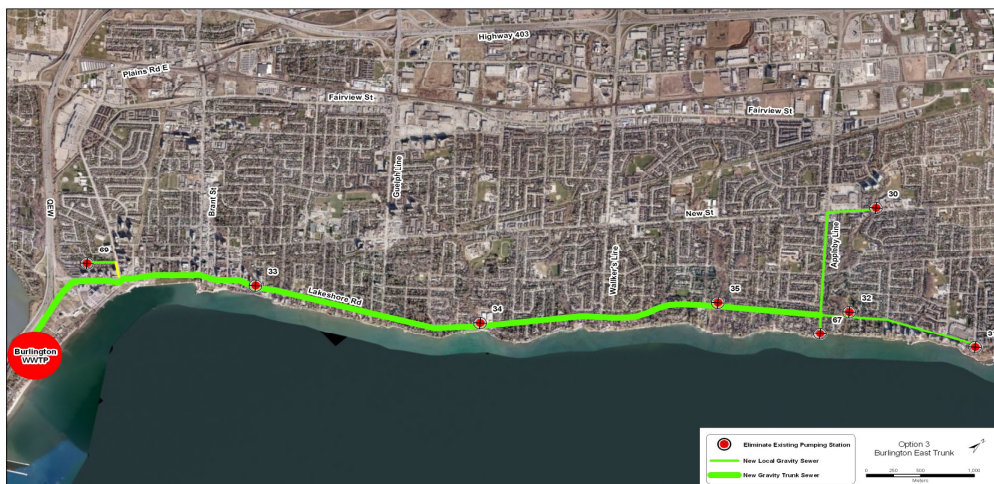 Highway 403
Plains Rd E
Fairview St
Fairview St
QEW
Brant St
Guelph Line
Walker's Line
New St
Appleby Line
30
69
33
Lakeshore Rd
34
35
32
67
Burlington
WWTP
Eliminate Existing Pumping Station
New Local Gravity Sewer
New Gravity Trunk Sewer
Option 3
Burlington East Trunk
0 250 500 1,000
Meters